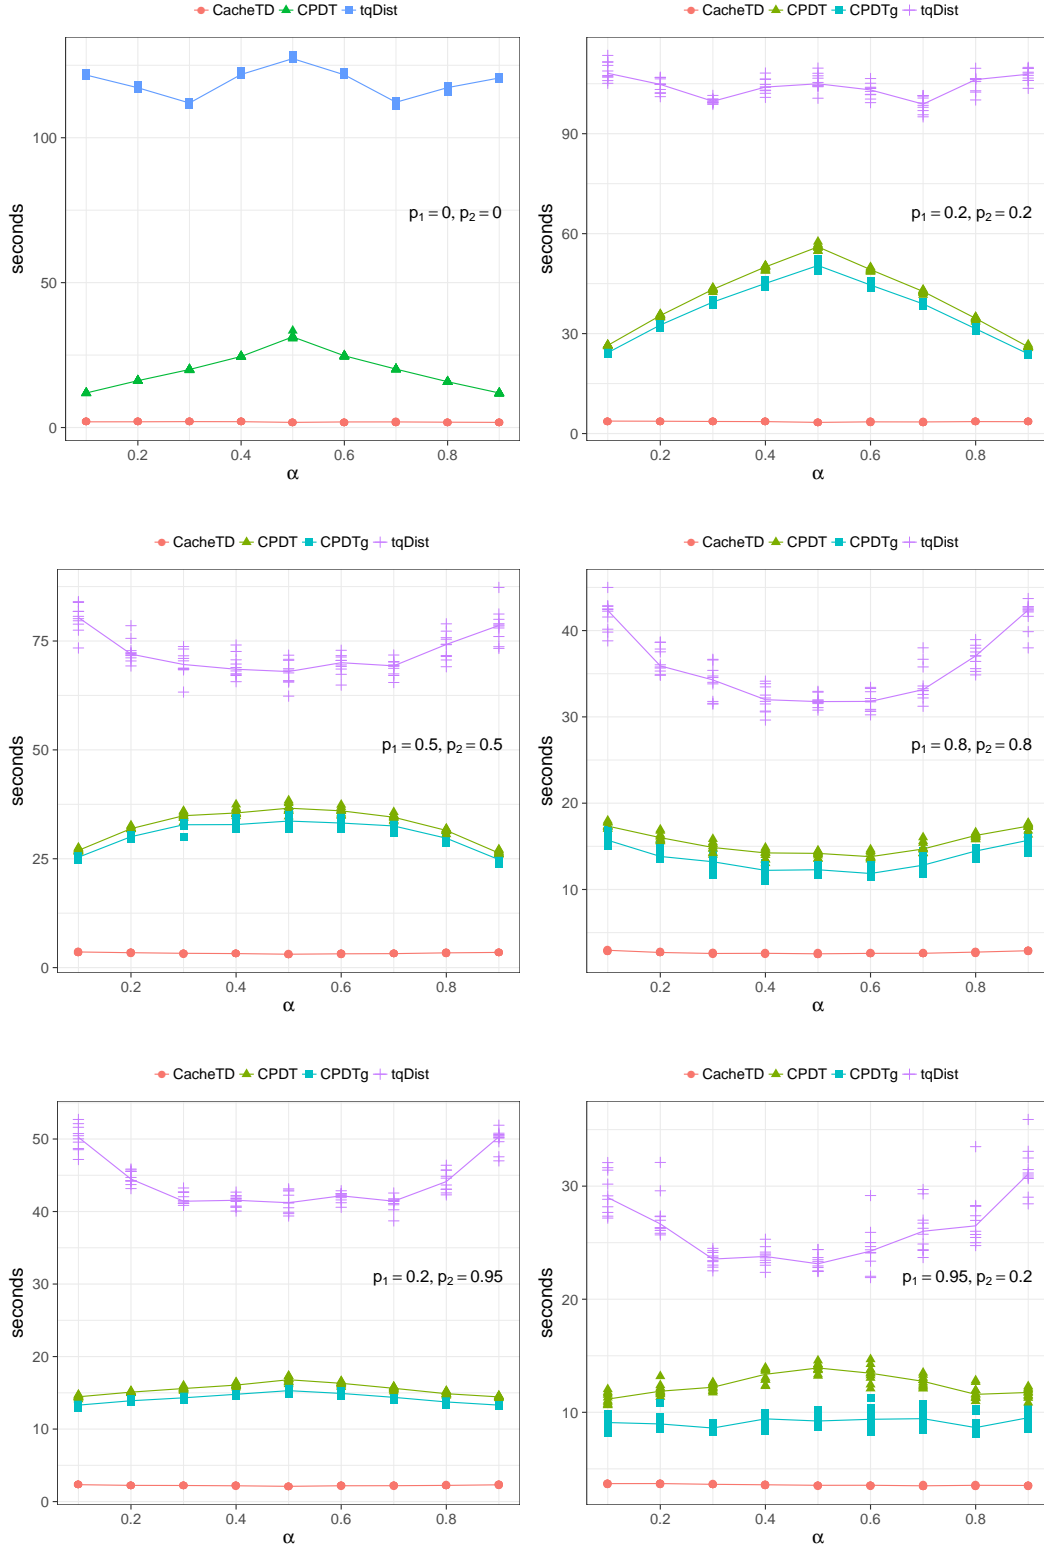 CacheTD CPDT tqDist
seconds
100
50
0
p1 = 0, p2 = 0
0.2 0.4 0.6 0.8
α
CacheTD CPDT CPDTg tqDist
seconds
90
60
30
0
p1 = 0.2, p2 = 0.2
0.2 0.4 0.6 0.8
α
CacheTD CPDT CPDTg tqDist
seconds
75
50
25
0
p1 = 0.5, p2 = 0.5
0.2 0.4 0.6 0.8
α
CacheTD CPDT CPDTg tqDist
seconds
40
30
20
10
p1 = 0.8, p2 = 0.8
0.2 0.4 0.6 0.8
α
CacheTD CPDT CPDTg tqDist
seconds
50
40
30
20
10
0
p1 = 0.2, p2 = 0.95
0.2 0.4 0.6 0.8
α
CacheTD CPDT CPDTg tqDist
seconds
30
20
10
p1 = 0.95, p2 = 0.2
0.2 0.4 0.6 0.8
α